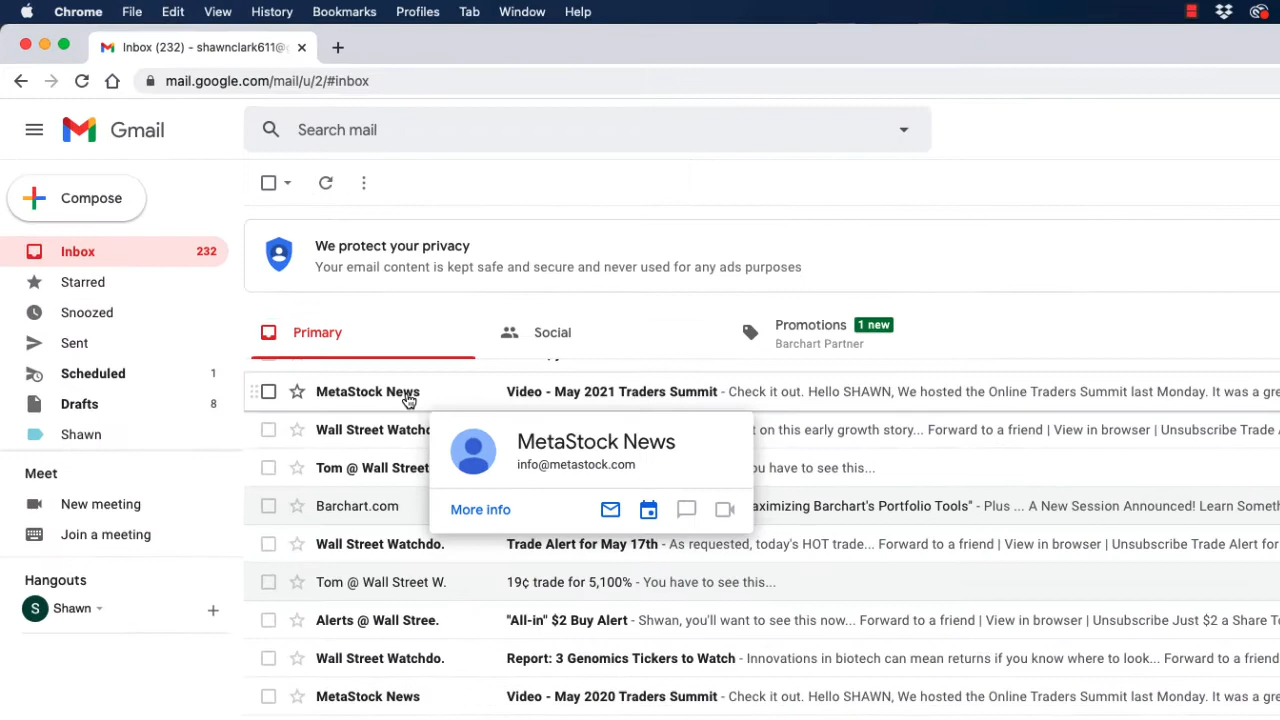 Chrome File Edit View History Bookmarks Profiles Tab Window Help
Inbox (232) - shawnclark611@
mail.google.com/mail/u/2/#inbox
Gmail
Search mail
Compose
We protect your privacy
Your email content is kept safe and secure and never used for any ads purposes
Inbox 232
Starred
Snoozed
Sent
Scheduled 1
Drafts 8
Shawn
Meet
New meeting
Join a meeting
Hangouts
S Shawn
Primary
Social
Promotions 1 new
Barchart Partner
MetaStock News Video - May 2021 Traders Summit - Check it out. Hello SHAWN, We hosted the Online Traders Summit last Monday. It was a gre
Wall Street Watchdo t on this early growth story... Forward to a friend | View in browser | Unsubscribe Trade A
Tom @ Wall Street ou have to see this...
MetaStock News
info@metastock.com
More info
Barchart.com aximizing Barchart's Portfolio Tools" - Plus ... A New Session Announced! Learn Someth
Wall Street Watchdo. Trade Alert for May 17th - As requested, today's HOT trade... Forward to a friend | View in browser | Unsubscribe Trade Alert for
Tom @ Wall Street W. 19¢ trade for 5,100% - You have to see this...
Alerts @ Wall Stree. "All-in" $2 Buy Alert - Shwan, you'll want to see this now... Forward to a friend | View in browser | Unsubscribe Just $2 a Share T
Wall Street Watchdo. Report: 3 Genomics Tickers to Watch - Innovations in biotech can mean returns if you know where to look... Forward to a friend
MetaStock News Video - May 2020 Traders Summit - Check it out. Hello SHAWN, We hosted the Online Traders Summit last Monday. It was a gre